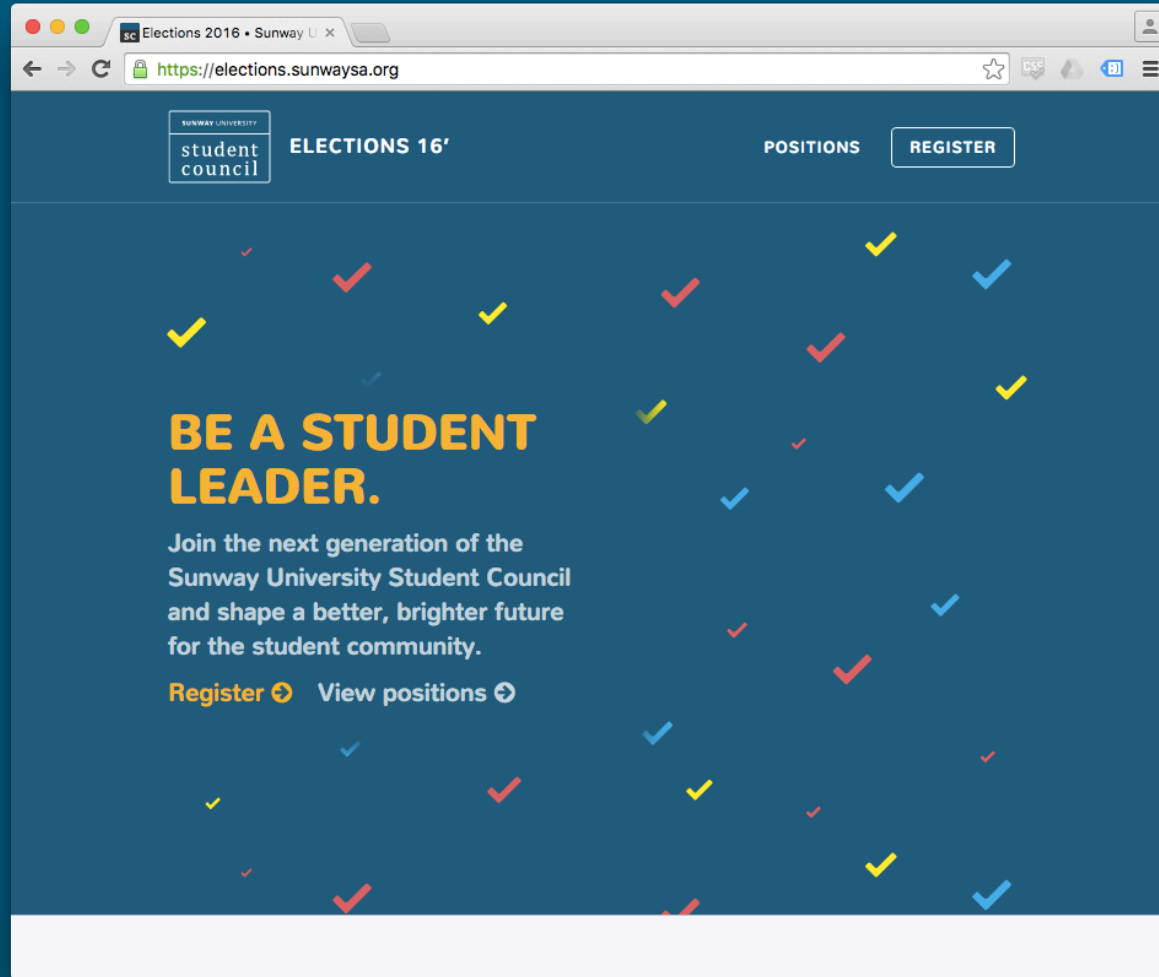 sc Elections 2016 • Sunway U
https://elections.sunwaysa.org
CSS
SUNWAY UNIVERSITY
student
council
ELECTIONS 16′
POSITIONS
REGISTER
BE A STUDENT
LEADER.
Join the next generation of the
Sunway University Student Council
and shape a better, brighter future
for the student community.
Register
View positions